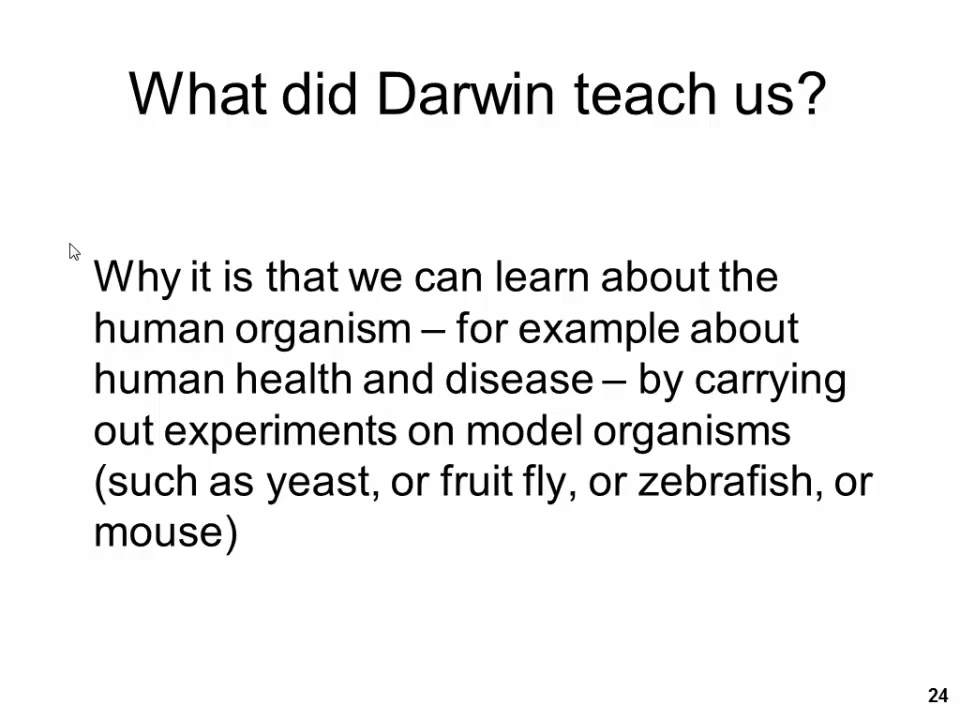 What did Darwin teach us?
Why it is that we can learn about the
human organism – for example about
human health and disease – by carrying
out experiments on model organisms
(such as yeast, or fruit fly, or zebrafish, or
mouse)
24